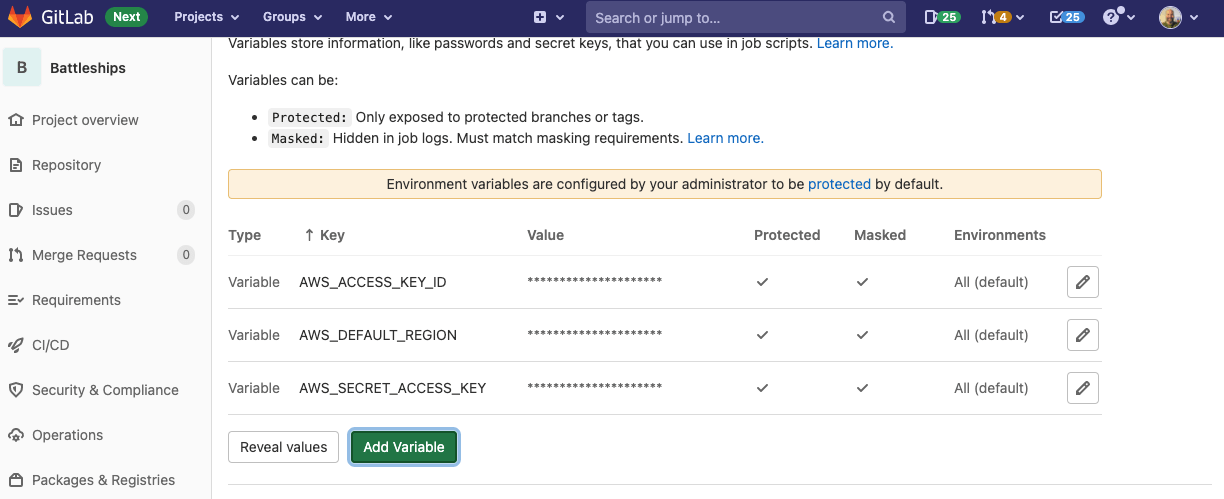 GitLab Next Projects Groups More Search or jump to... 25 4 25
Variables store information, like passwords and secret keys, that you can use in job scripts. Learn more.
B Battleships
Variables can be:
Protected: Only exposed to protected branches or tags.
Masked: Hidden in job logs. Must match masking requirements. Learn more.
Project overview
Repository
Issues 0
Merge Requests 0
Requirements
CI/CD
Security & Compliance
Operations
Packages & Registries
Environment variables are configured by your administrator to be protected by default.
Type ↑ Key Value Protected Masked Environments
Variable AWS_ACCESS_KEY_ID ********************* All (default)
Variable AWS_DEFAULT_REGION ********************* All (default)
Variable AWS_SECRET_ACCESS_KEY ********************* All (default)
Reveal values Add Variable